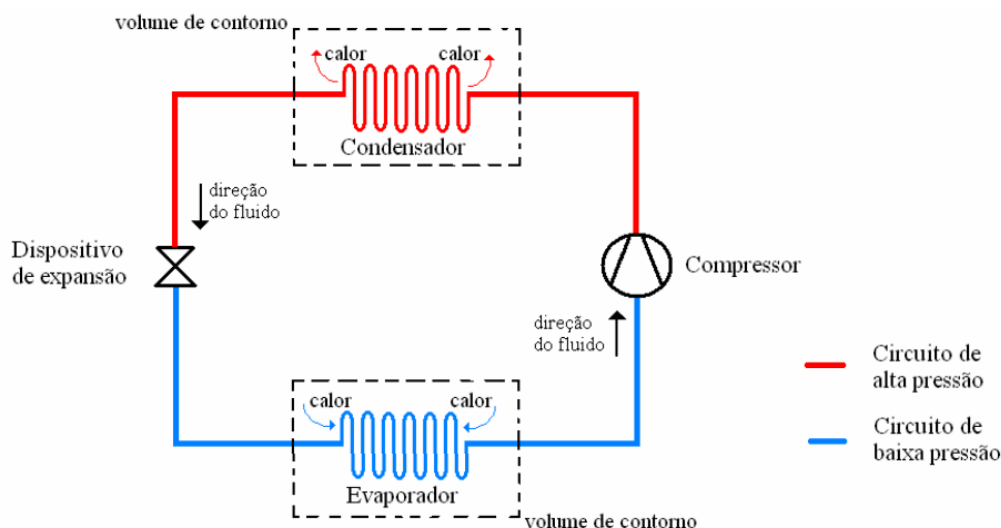 volume de contorno
calor
calor
Condensador
direção
do fluido
Dispositivo
de expansão
Compressor
direção
do fluido
Circuito de
alta pressão
calor
calor
Circuito de
baixa pressão
Evaporador
volume de contorno